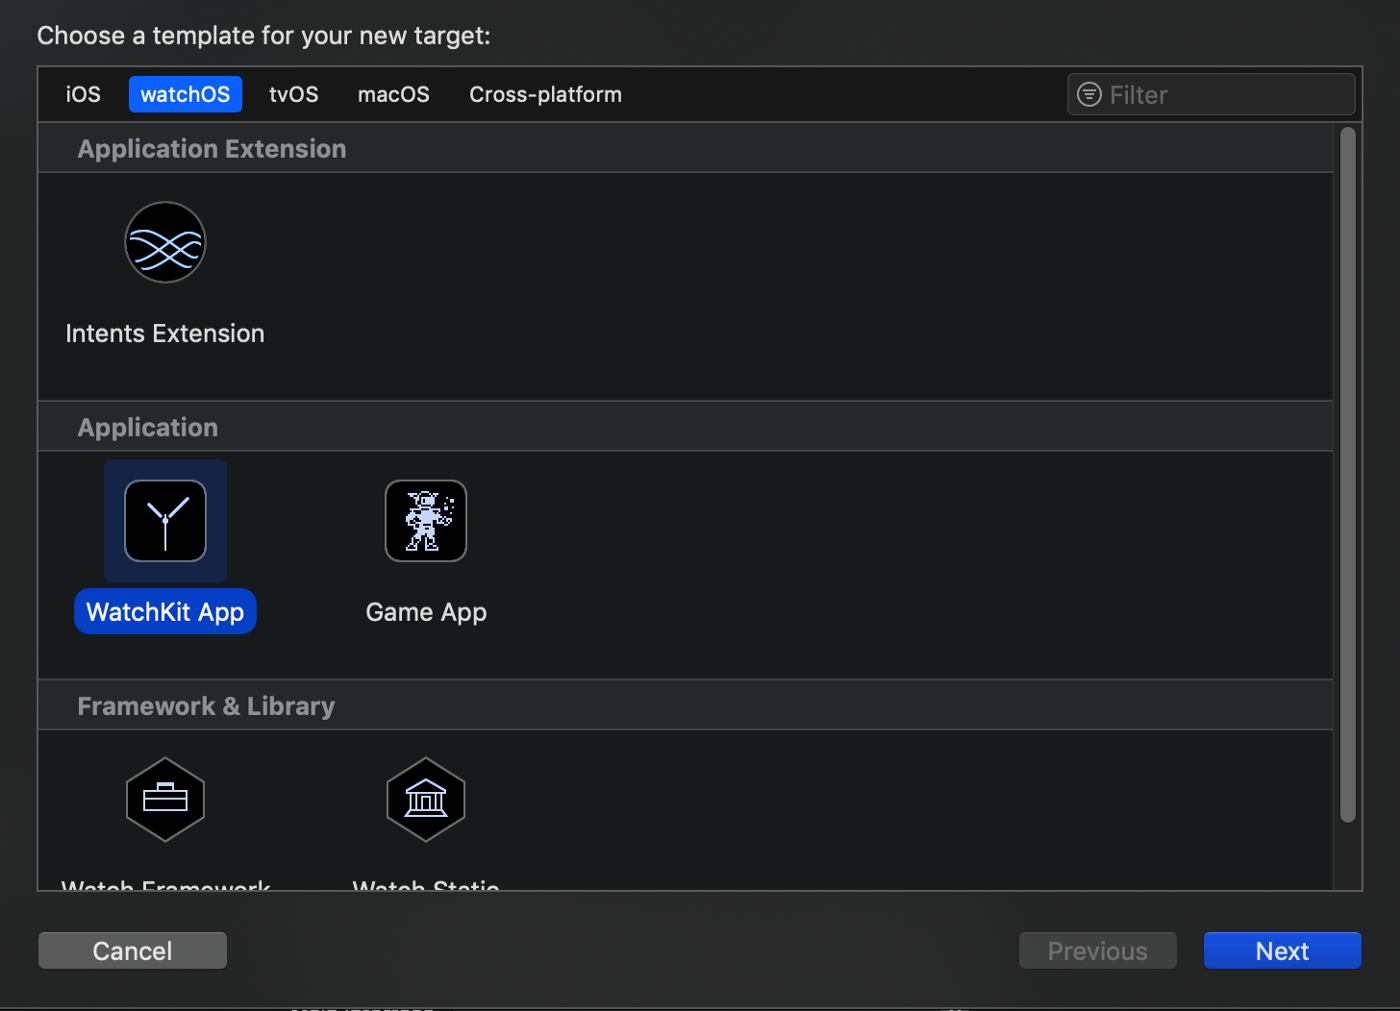 Choose a template for your new target:
iOS watchOS tvOS macOS Cross-platform Filter
Application Extension
Intents Extension
Application
WatchKit App Game App
Framework & Library
Watch Framework Watch Static
Cancel Previous Next